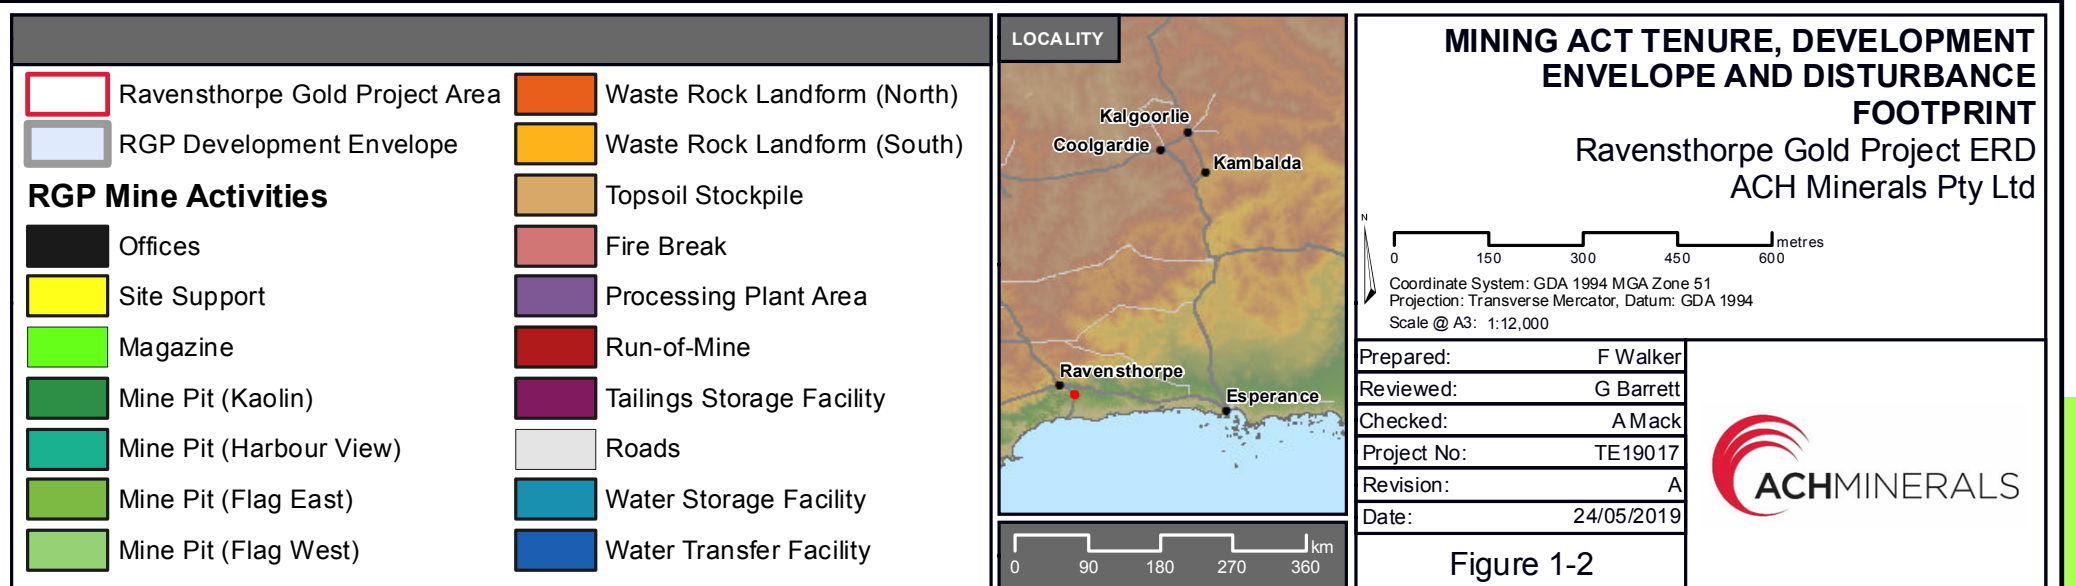 Ravensthorpe Gold Project Area
RGP Development Envelope
RGP Mine Activities
Offices
Site Support
Magazine
Mine Pit (Kaolin)
Mine Pit (Harbour View)
Mine Pit (Flag East)
Mine Pit (Flag West)
Waste Rock Landform (North)
Waste Rock Landform (South)
Topsoil Stockpile
Fire Break
Processing Plant Area
Run-of-Mine
Tailings Storage Facility
Roads
Water Storage Facility
Water Transfer Facility
LOCALITY
Kalgoorlie
Coolgardie
Kambalda
Ravensthorpe
Esperance
km
0 90 180 270 360
MINING ACT TENURE, DEVELOPMENT
ENVELOPE AND DISTURBANCE
FOOTPRINT
Ravensthorpe Gold Project ERD
ACH Minerals Pty Ltd
N
metres
0 150 300 450 600
Coordinate System: GDA 1994 MGA Zone 51
Projection: Transverse Mercator, Datum: GDA 1994
Scale @ A3: 1:12,000
Prepared: F Walker
Reviewed: G Barrett
Checked: A Mack
Project No: TE19017
Revision: A
Date: 24/05/2019
Figure 1-2
ACHMINERALS